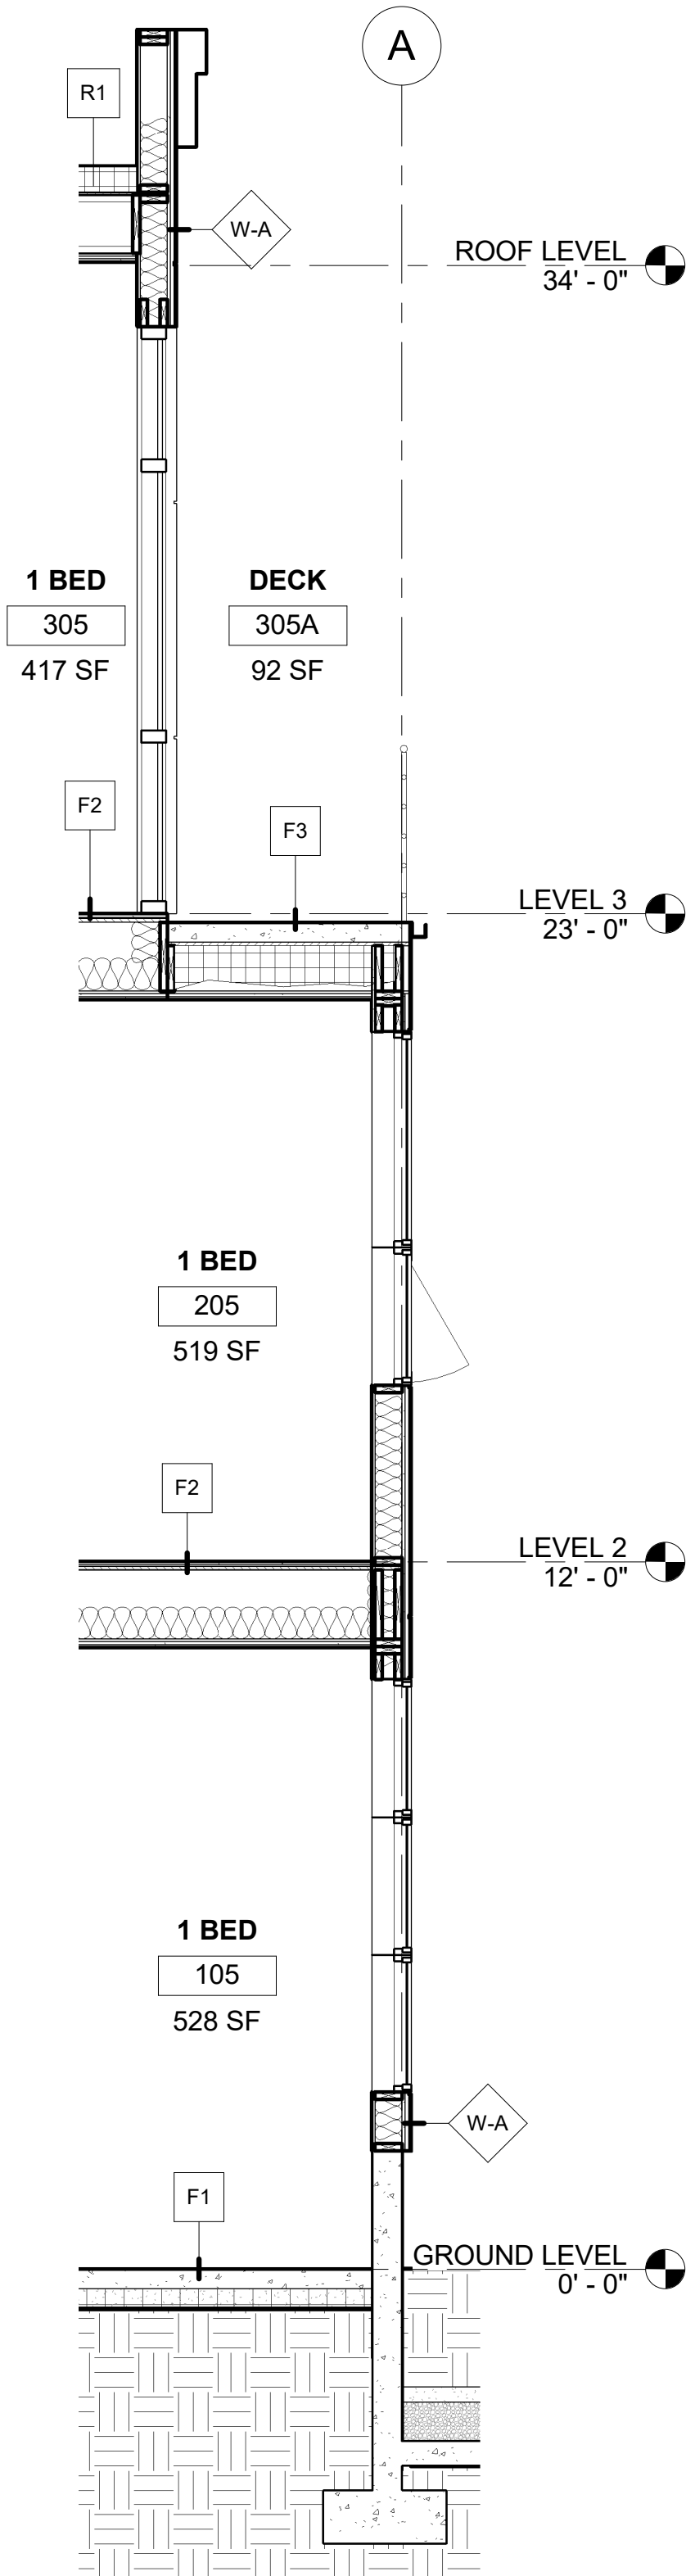 A
R1
W-A
ROOF LEVEL
34' - 0"
1 BED
305
417 SF
DECK
305A
92 SF
F2
F3
LEVEL 3
23' - 0"
1 BED
205
519 SF
F2
LEVEL 2
12' - 0"
1 BED
105
528 SF
W-A
F1
GROUND LEVEL
0' - 0"